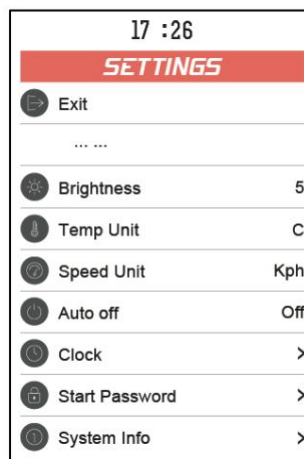 17 :26
SETTINGS
Exit
... ...
Brightness 5
Temp Unit C
Speed Unit Kph
Auto off Off
Clock >
Start Password >
System Info >